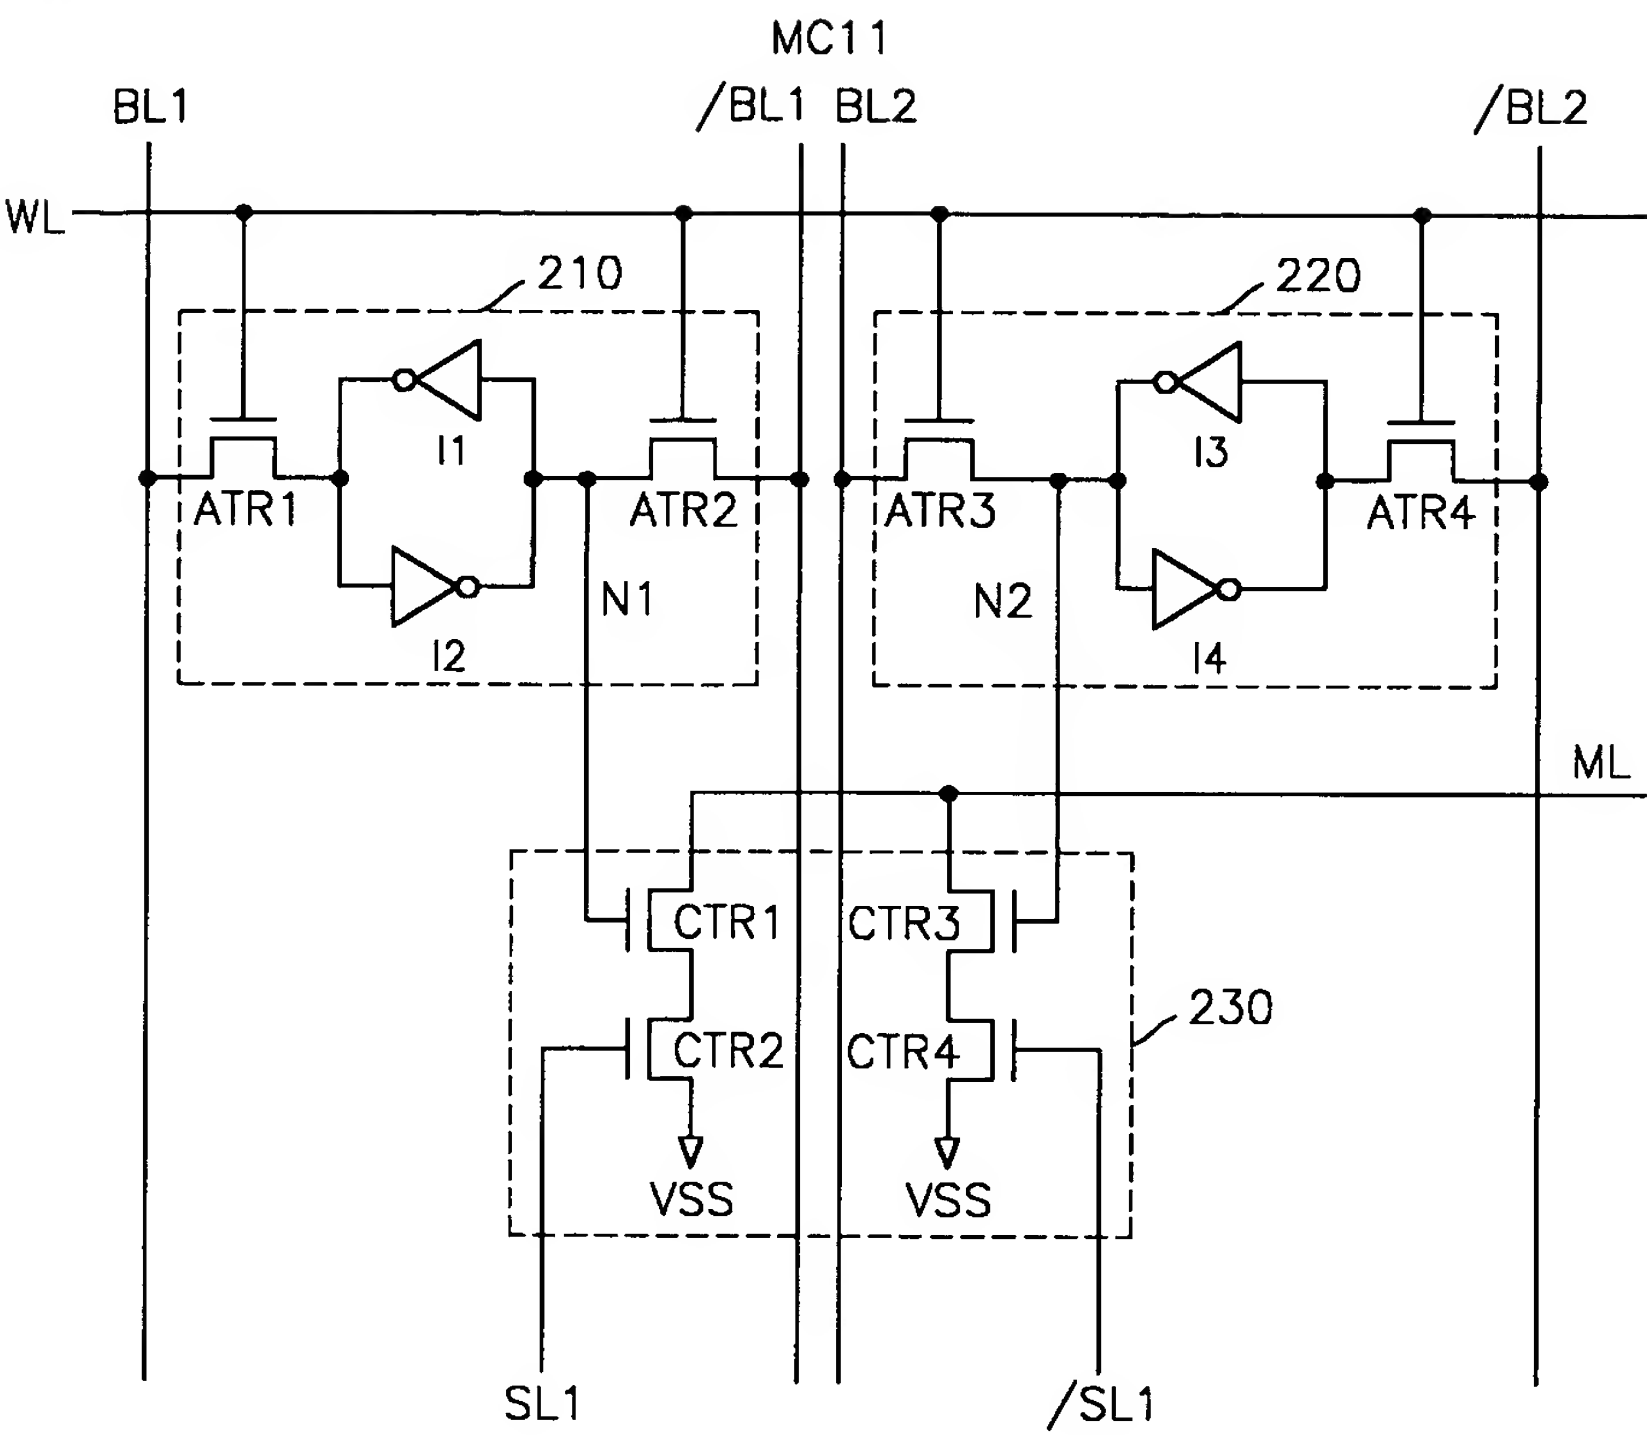 MC11
BL1 /BL1 BL2 /BL2
WL
210 220
I1 I3
ATR1 ATR2 ATR3 ATR4
N1 N2
I2 I4
ML
CTR1 CTR3
230
CTR2 CTR4
VSS VSS
SL1 /SL1